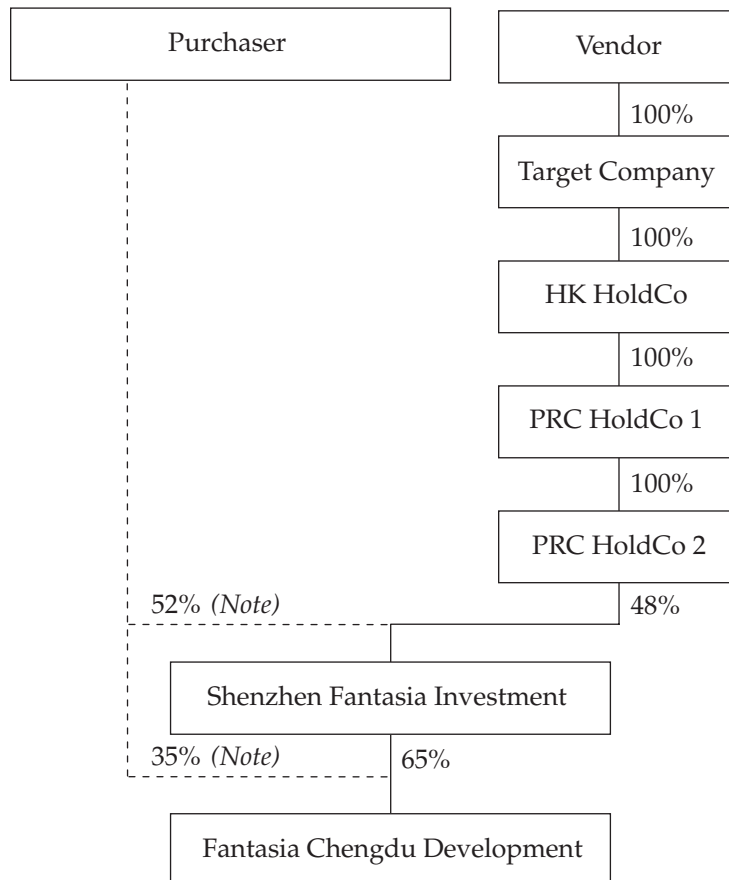 Purchaser
Vendor
100%
Target Company
100%
HK HoldCo
100%
PRC HoldCo 1
100%
PRC HoldCo 2
52% (Note)
48%
Shenzhen Fantasia Investment
35% (Note)
65%
Fantasia Chengdu Development